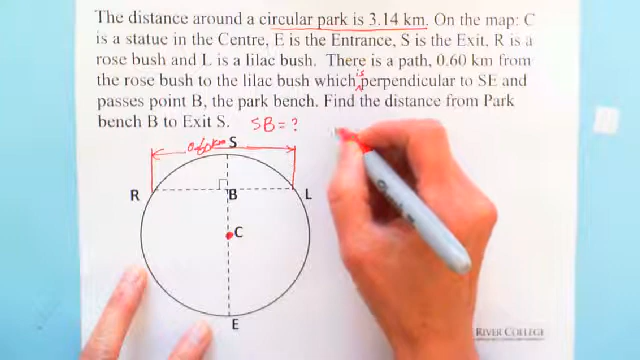 The distance around a circular park is 3.14 km. On the map: C
is a statue in the Centre, E is the Entrance, S is the Exit, R is a
rose bush and L is a lilac bush. There is a path, 0.60 km from
the rose bush to the lilac bush which is perpendicular to SE and
passes point B, the park bench. Find the distance from Park
bench B to Exit S. SB = ?
0.60km S
R B L
C
E
RIVER COLLEGE